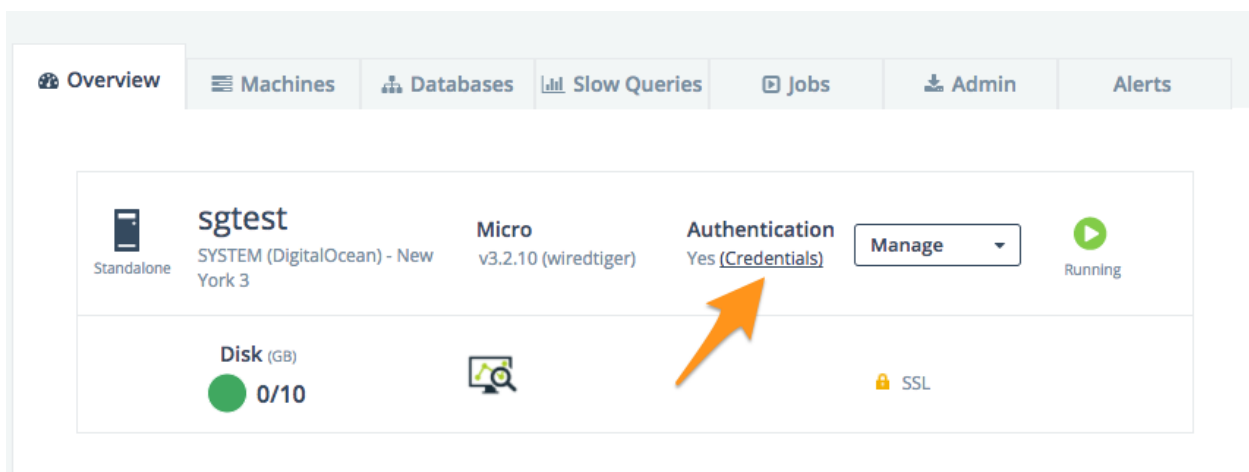 Overview Machines Databases Slow Queries Jobs Admin Alerts
sgtest Micro Authentication Manage
Standalone SYSTEM (DigitalOcean) - New v3.2.10 (wiredtiger) Yes (Credentials) Running
York 3
Disk (GB)
0/10 SSL